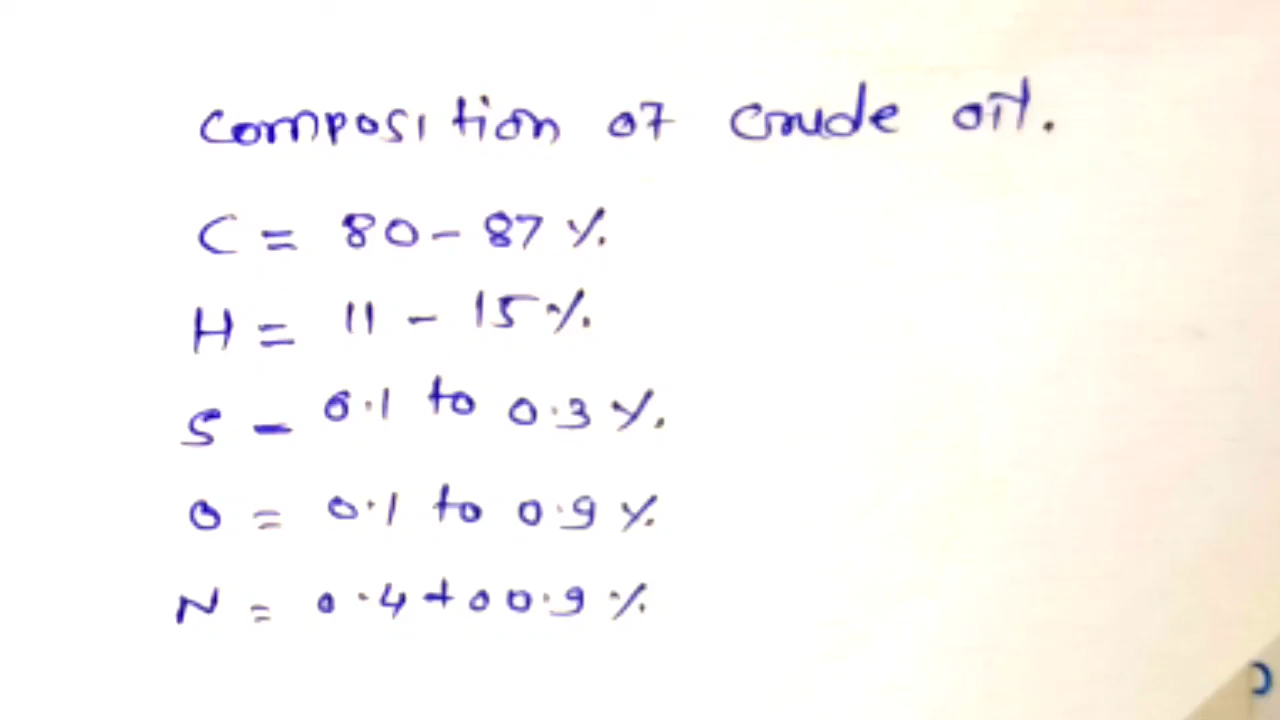 Composition of crude oil.
C = 80 - 87 %.
H = 11 - 15 %.
S - 0.1 to 0.3 %.
O = 0.1 to 0.9 %.
N = 0.4 to 0.9 %.